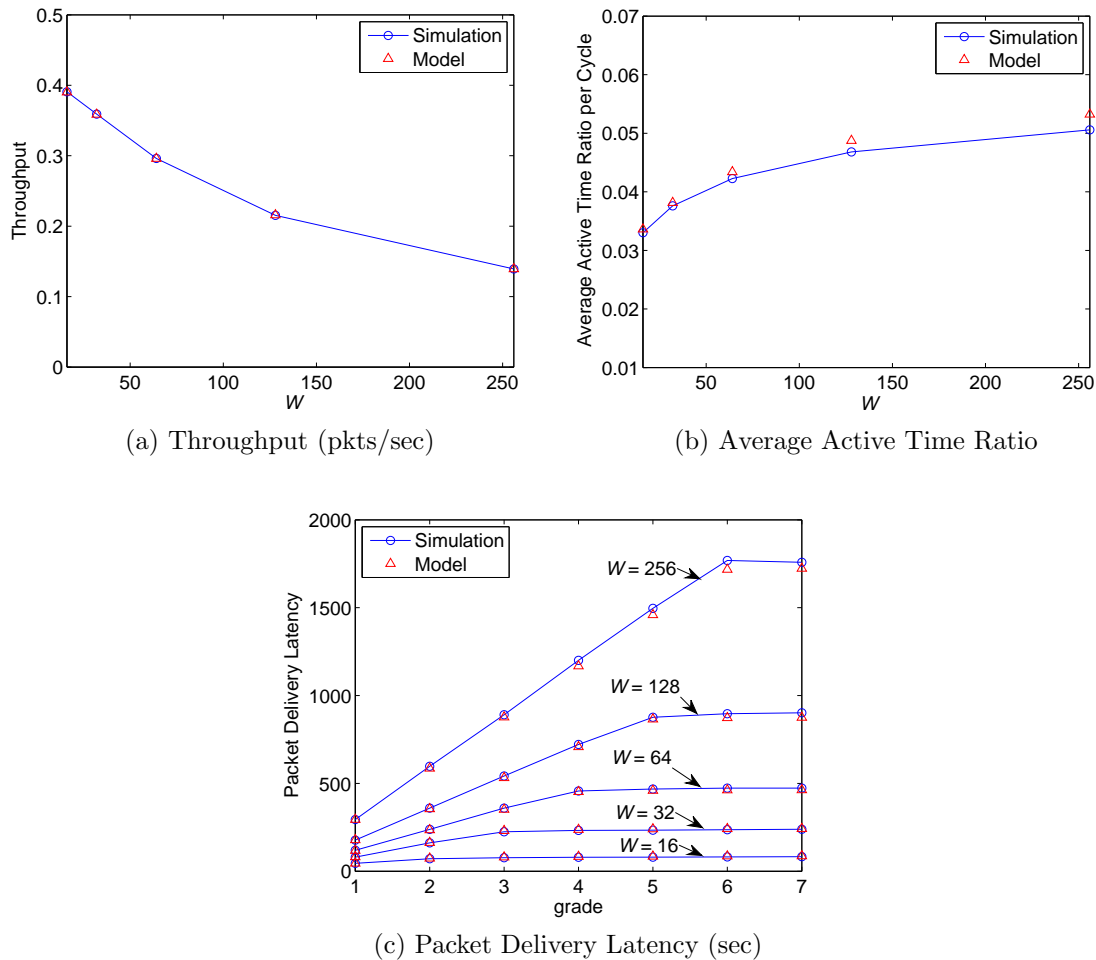 0.5
0.4
0.3
0.2
0.1
0
Throughput
50
100
150
200
250
W
Simulation
Model
(a) Throughput (pkts/sec)
0.07
0.06
0.05
0.04
0.03
0.02
0.01
Average Active Time Ratio per Cycle
50
100
150
200
250
W
Simulation
Model
(b) Average Active Time Ratio
2000
1500
1000
500
0
Packet Delivery Latency
Simulation
Model
W = 256
W = 128
W = 64
W = 32
W = 16
1
2
3
4
5
6
7
grade
(c) Packet Delivery Latency (sec)